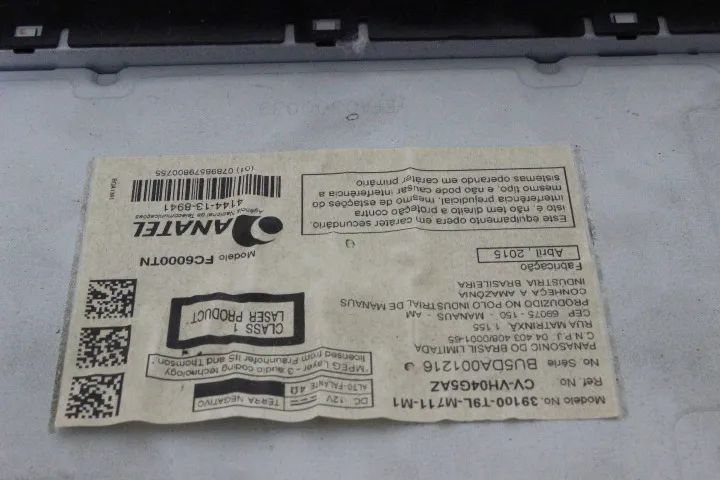 Modelo No. 39100-T9L-M711-M1
Ref No. CV-VH04G5AZ
No Série BU5DA001216
PANASONIC DO BRASIL LIMITADA
C.N.P.J. 04.403.408/0001-65
RUA MATRINXÃ, 1.155
CEP 69075-150 - MANAUS - AM
PRODUZIDO NO POLO INDUSTRIAL DE MANAUS
CONHEÇA A AMAZÔNIA
INDÚSTRIA BRASILEIRA
Fabricação
Abril, 2015
DC 12V
TERRA NEGATIVO
ALTO-FALANTE 4Ω
*MPEG Layer - 3 audio coding technology
licensed from Fraunhofer IIS and Thomson.
CLASS 1
LASER PRODUCT
Modelo FC6000TN
ANATEL
Agência Nacional de Telecomunicações
4144-13-8941
(01) 07898579800755
Este equipamento opera em caráter secundário,
isto é, não tem direito a proteção contra
interferência prejudicial, mesmo de estações do
mesmo tipo, e não pode causar interferência a
sistemas operando em caráter primário